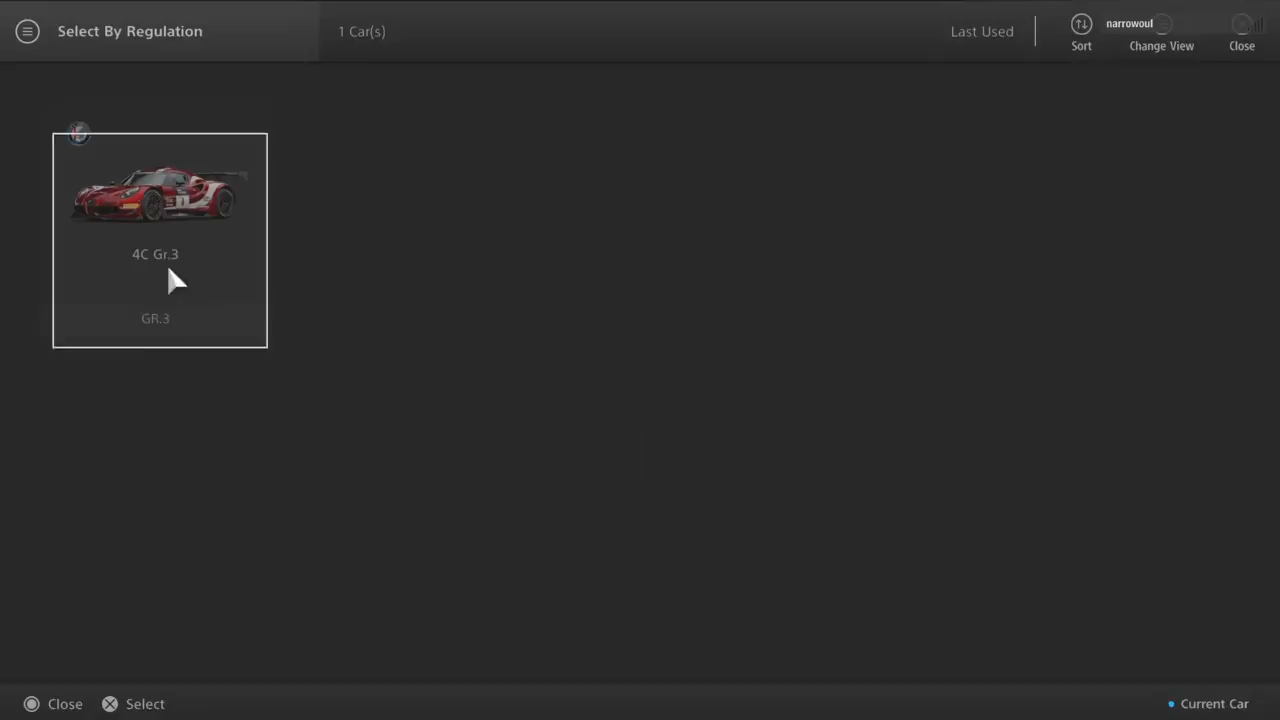 Select By Regulation
1 Car(s)
Last Used
Sort
narrowoul
Change View
Close
4C Gr.3
GR.3
Close
Select
Current Car